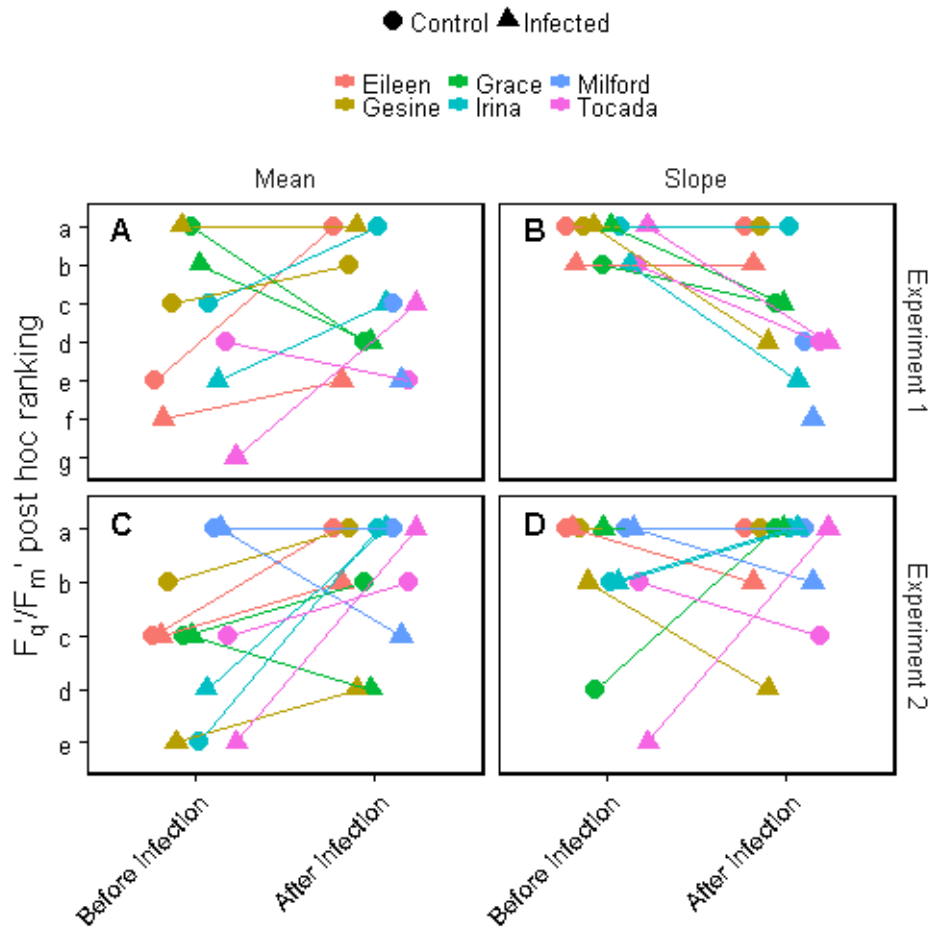 Control Infected
Eileen Grace Milford
Gesine Irina Tocada
Mean Slope
A B
a
b
c
d
e
f
g
Experiment 1
Fq'/Fm' post hoc ranking
C D
a
b
c
d
e
Experiment 2
Before Infection After Infection Before Infection After Infection